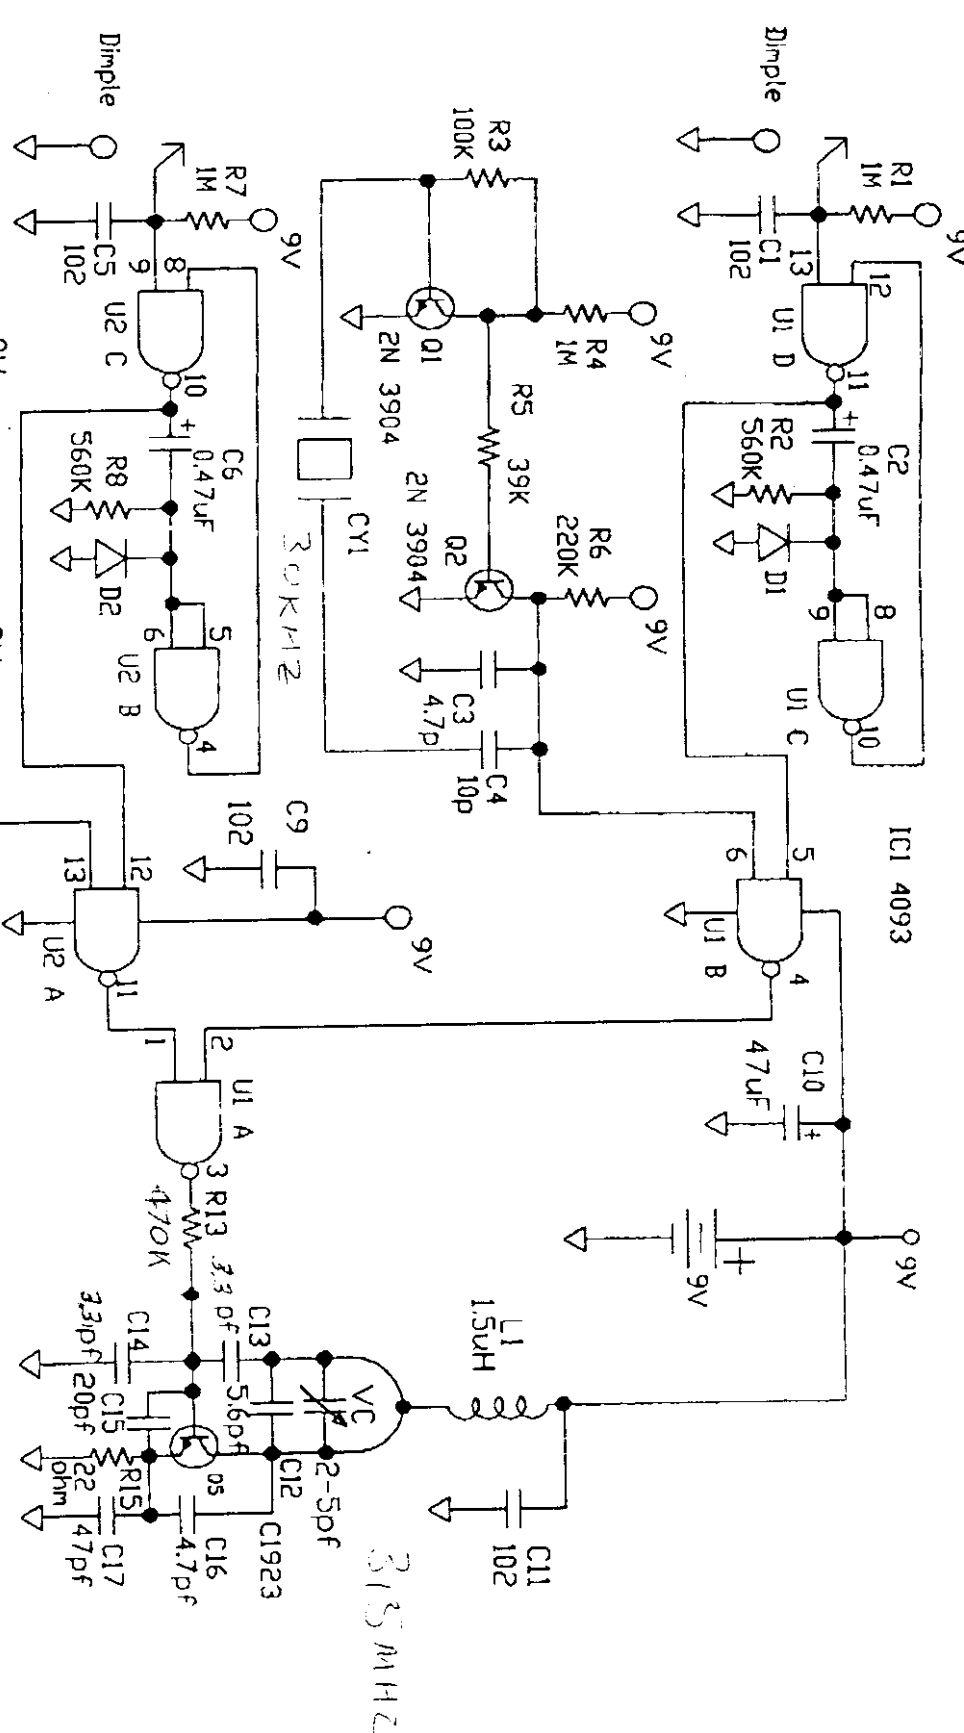 Dimple
9V
R1
1M
C1
102
13
12
U1 D
11
+
C2
0.47uF
R2
560K
D1
8
9
U1 C
10
IC1 4093
R3
100K
Q1
2N 3904
9V
R4
1M
R5
39K
2N 3904
Q2
R6
220K
9V
CY1
30KHZ
C3
4.7p
C4
10p
6
5
U1 B
4
C10
47uF
+
9V
+
9V
Dimple
9V
R7
1M
C5
102
9
8
U2 C
10
+
C6
0.47uF
R8
560K
D2
5
6
U2 B
4
C9
102
9V
12
13
U2 A
11
1
2
U1 A
3
R13
470K
L1
1.5uH
C11
102
VC
2-5pf
C13
3.3pf
C12
5.6pf
C14
3.3pf
C15
20pf
R15
22
ohm
C1923
C16
4.7pf
C17
47pf
315MHZ